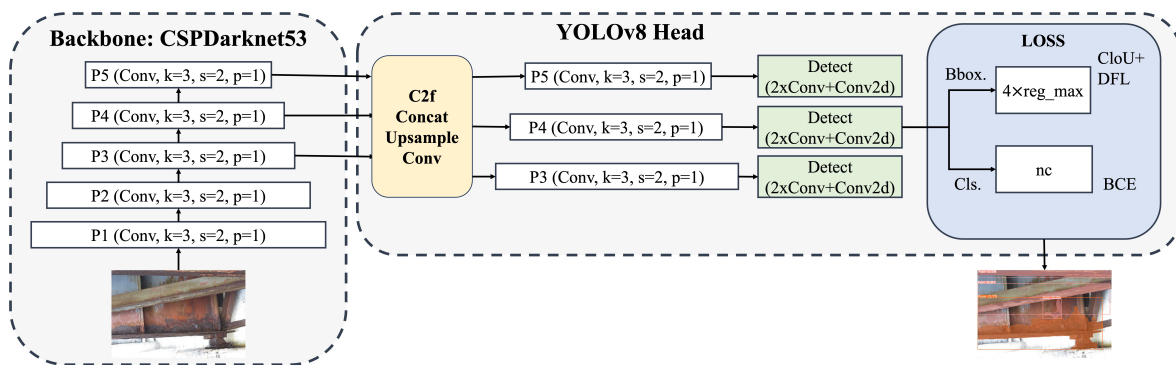 Backbone: CSPDarknet53
P5 (Conv, k=3, s=2, p=1)
P4 (Conv, k=3, s=2, p=1)
P3 (Conv, k=3, s=2, p=1)
P2 (Conv, k=3, s=2, p=1)
P1 (Conv, k=3, s=2, p=1)
YOLOv8 Head
C2f
Concat
Upsample
Conv
P5 (Conv, k=3, s=2, p=1)
P4 (Conv, k=3, s=2, p=1)
P3 (Conv, k=3, s=2, p=1)
Detect
(2xConv+Conv2d)
Detect
(2xConv+Conv2d)
Detect
(2xConv+Conv2d)
LOSS
Bbox.
4×reg_max
CloU+
DFL
Cls.
nc
BCE